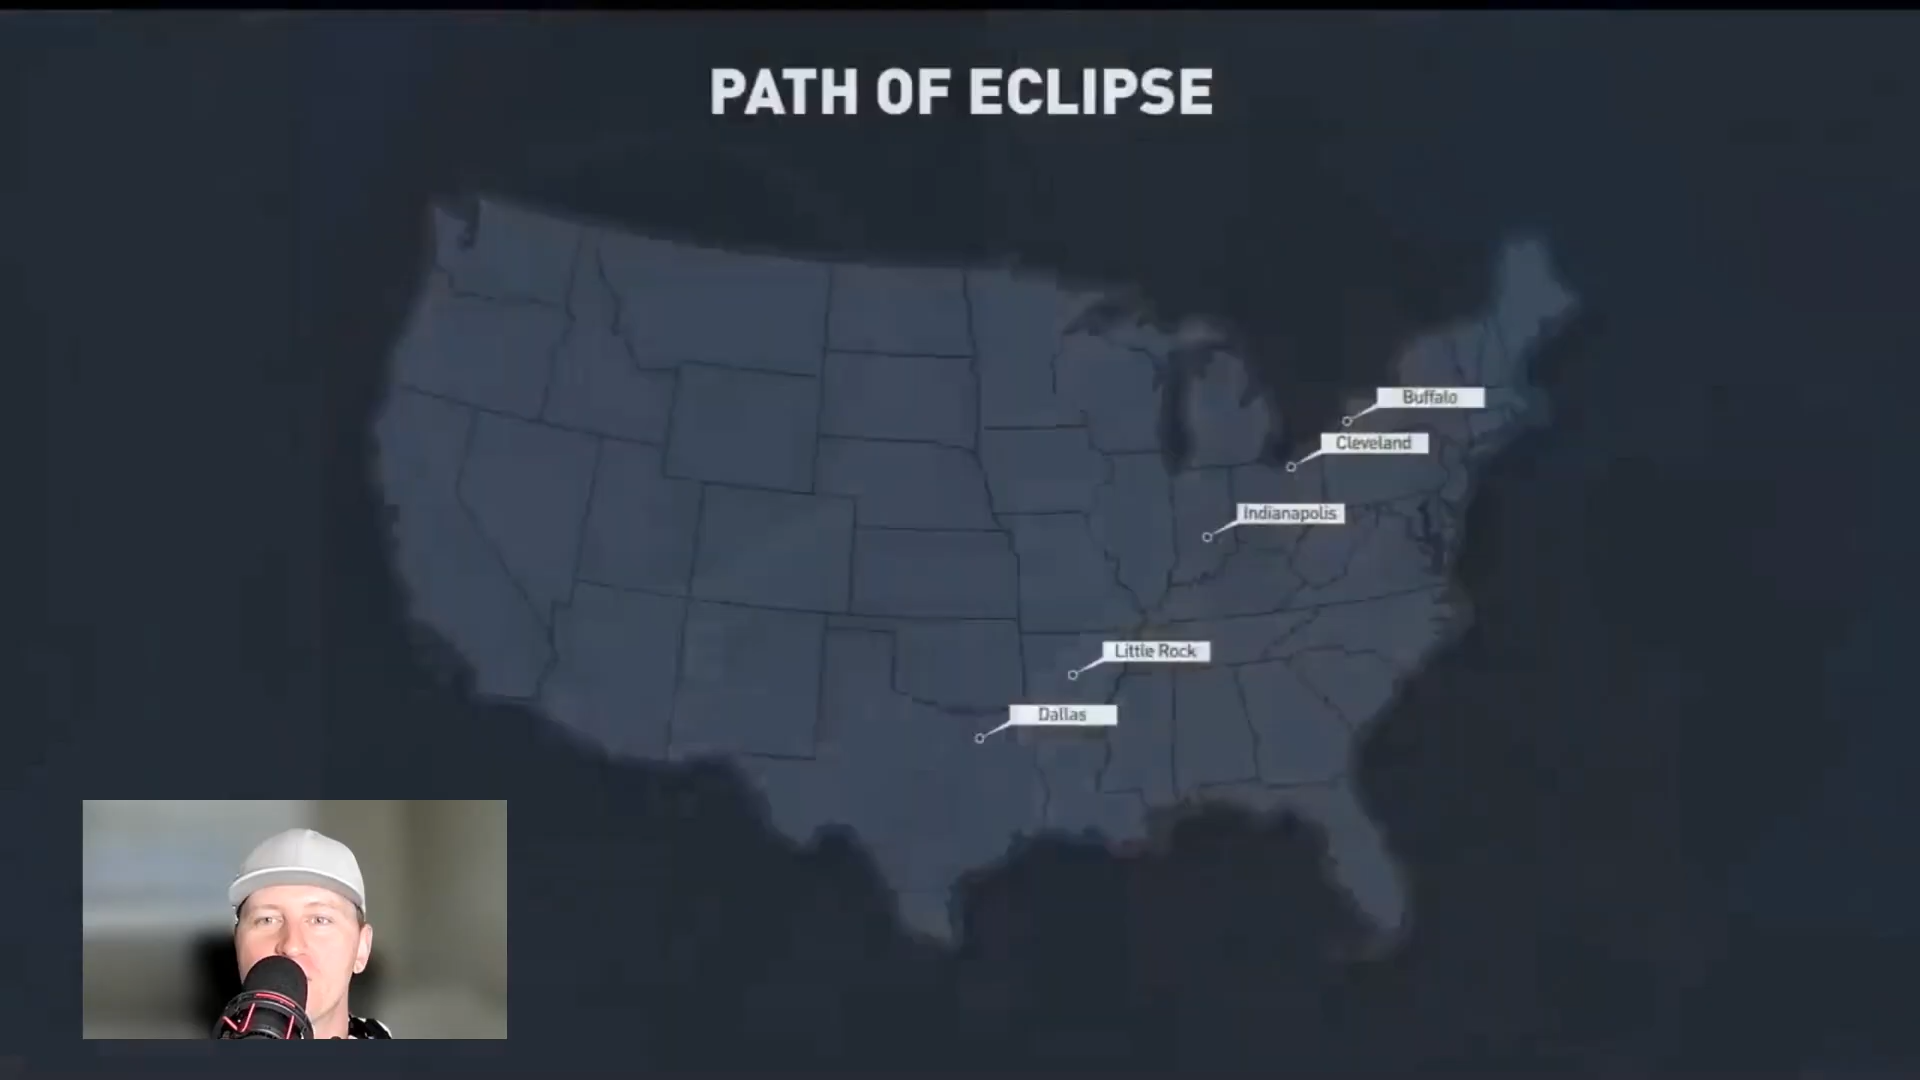 PATH OF ECLIPSE
Buffalo
Cleveland
Indianapolis
Little Rock
Dallas